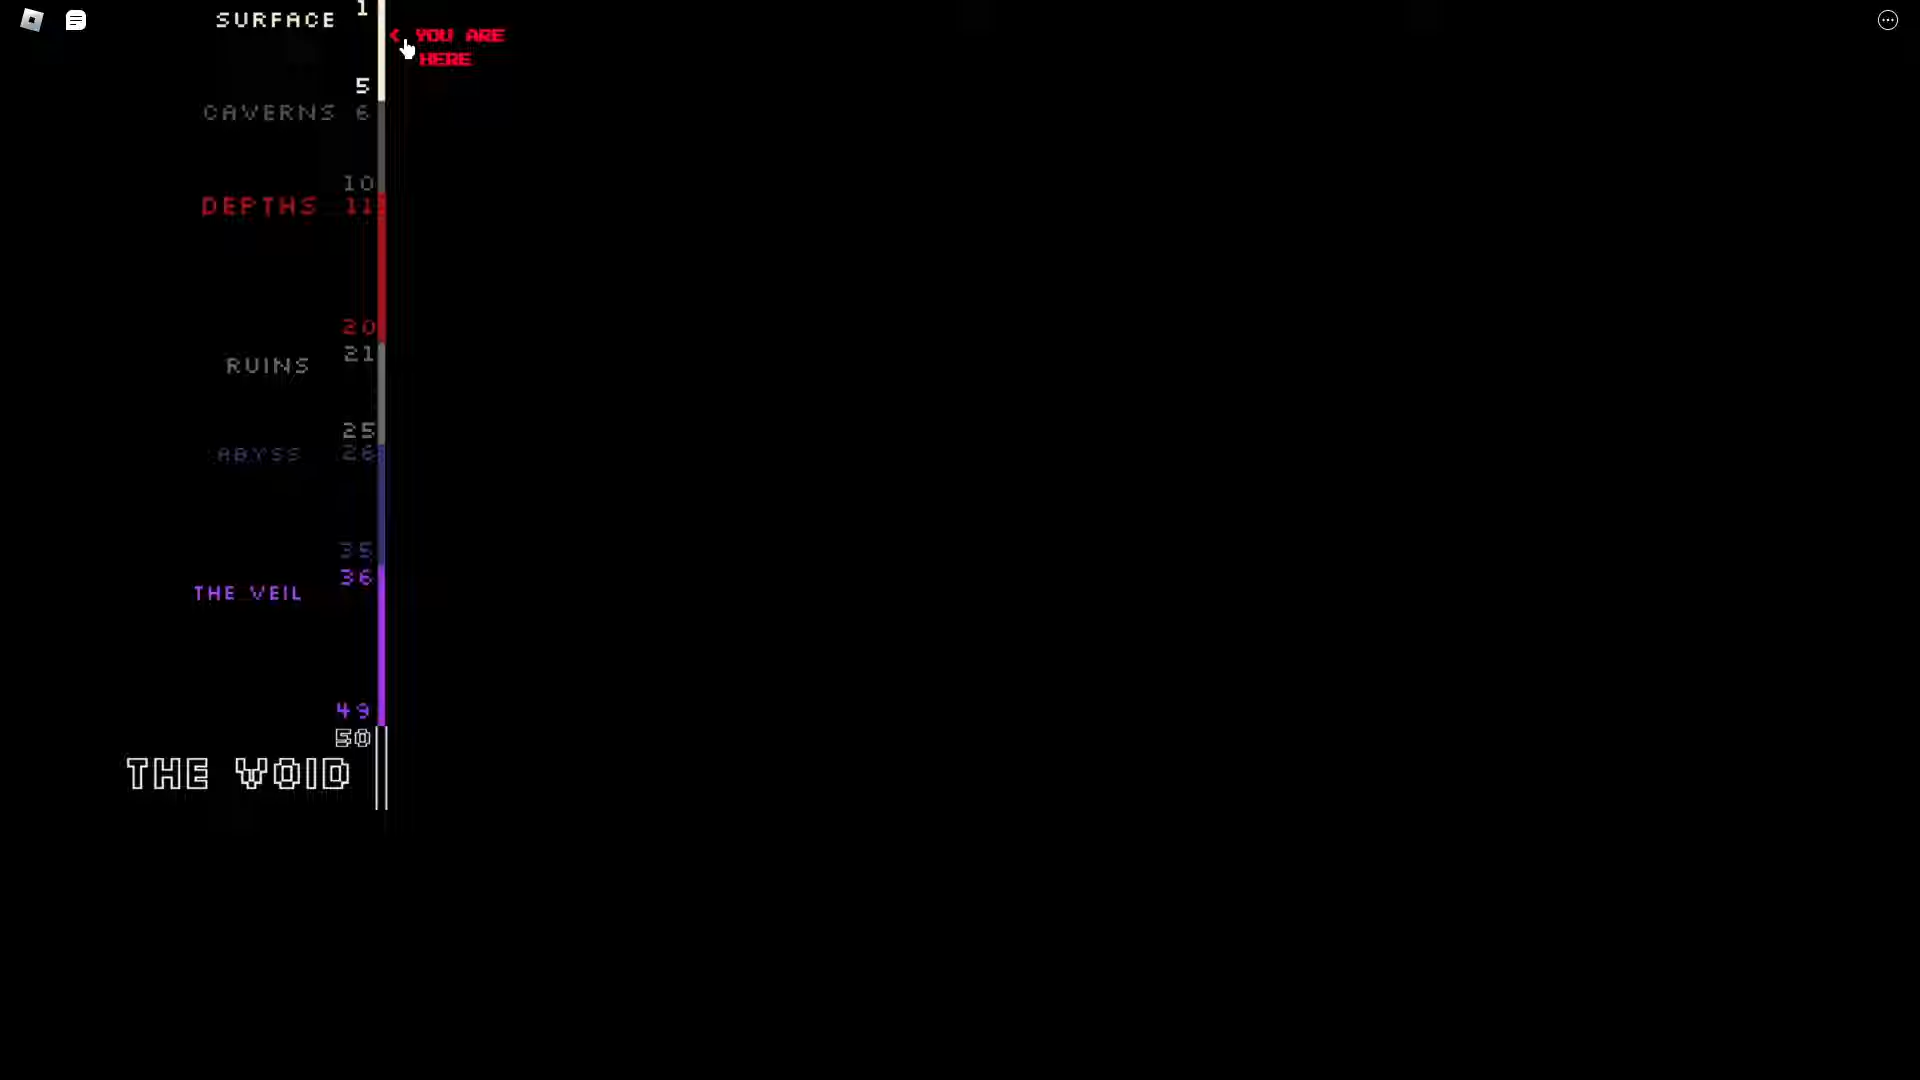 SURFACE 1
< YOU ARE
HERE
5
CAVERNS 6
10
DEPTHS 11
20
21
RUINS
25
ABYSS 26
35
36
THE VEIL
49
50
THE VOID